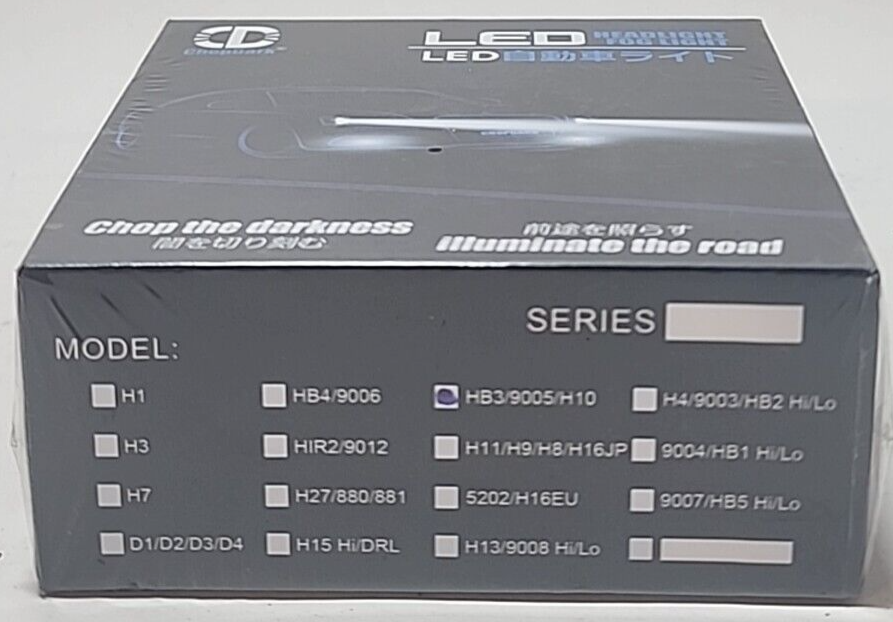 CD
Chepuark®
LED HEADLIGHT
FOG LIGHT
LED自動車ライト
Chop the darkness
闇を切り刻む
前途を照らす
illuminate the road
SERIES
MODEL:
H1 HB4/9006 HB3/9005/H10 H4/9003/HB2 Hi/Lo
H3 HIR2/9012 H11/H9/H8/H16JP 9004/HB1 Hi/Lo
H7 H27/880/881 5202/H16EU 9007/HB5 Hi/Lo
D1/D2/D3/D4 H15 Hi/DRL H13/9008 Hi/Lo